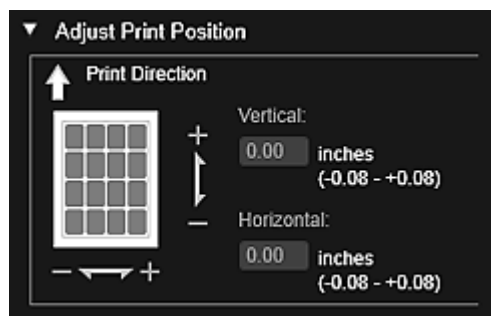 ▼ Adjust Print Position
Print Direction
Vertical:
+
0.00 inches
(-0.08 - +0.08)
−
Horizontal:
0.00 inches
− +
(-0.08 - +0.08)